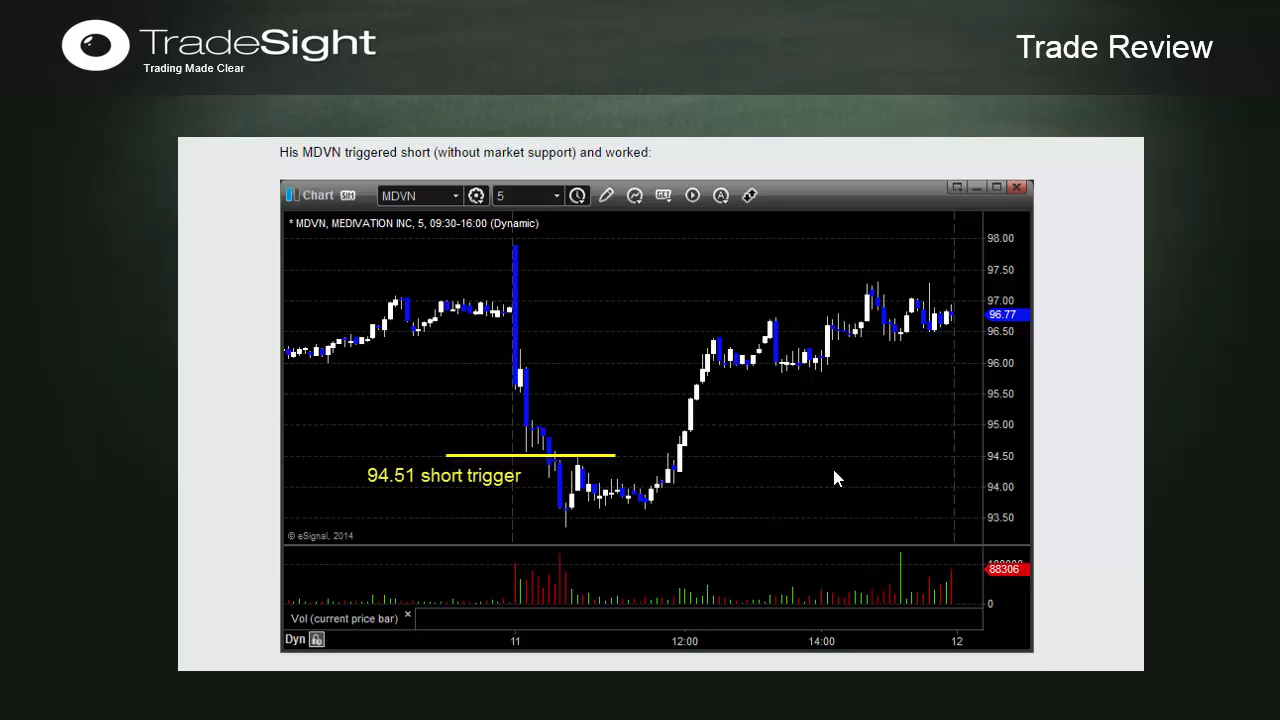 TradeSight
Trading Made Clear
Trade Review
His MDVN triggered short (without market support) and worked:
Chart SIM MDVN 5 GET A
* MDVN, MEDIVATION INC, 5, 09:30-16:00 (Dynamic)
98.00
97.50
97.00
96.77
96.50
96.00
95.50
95.00
94.50
94.51 short trigger
94.00
93.50
© eSignal, 2014
88306
0
Vol (current price bar) ×
Dyn
11 12:00 14:00 12